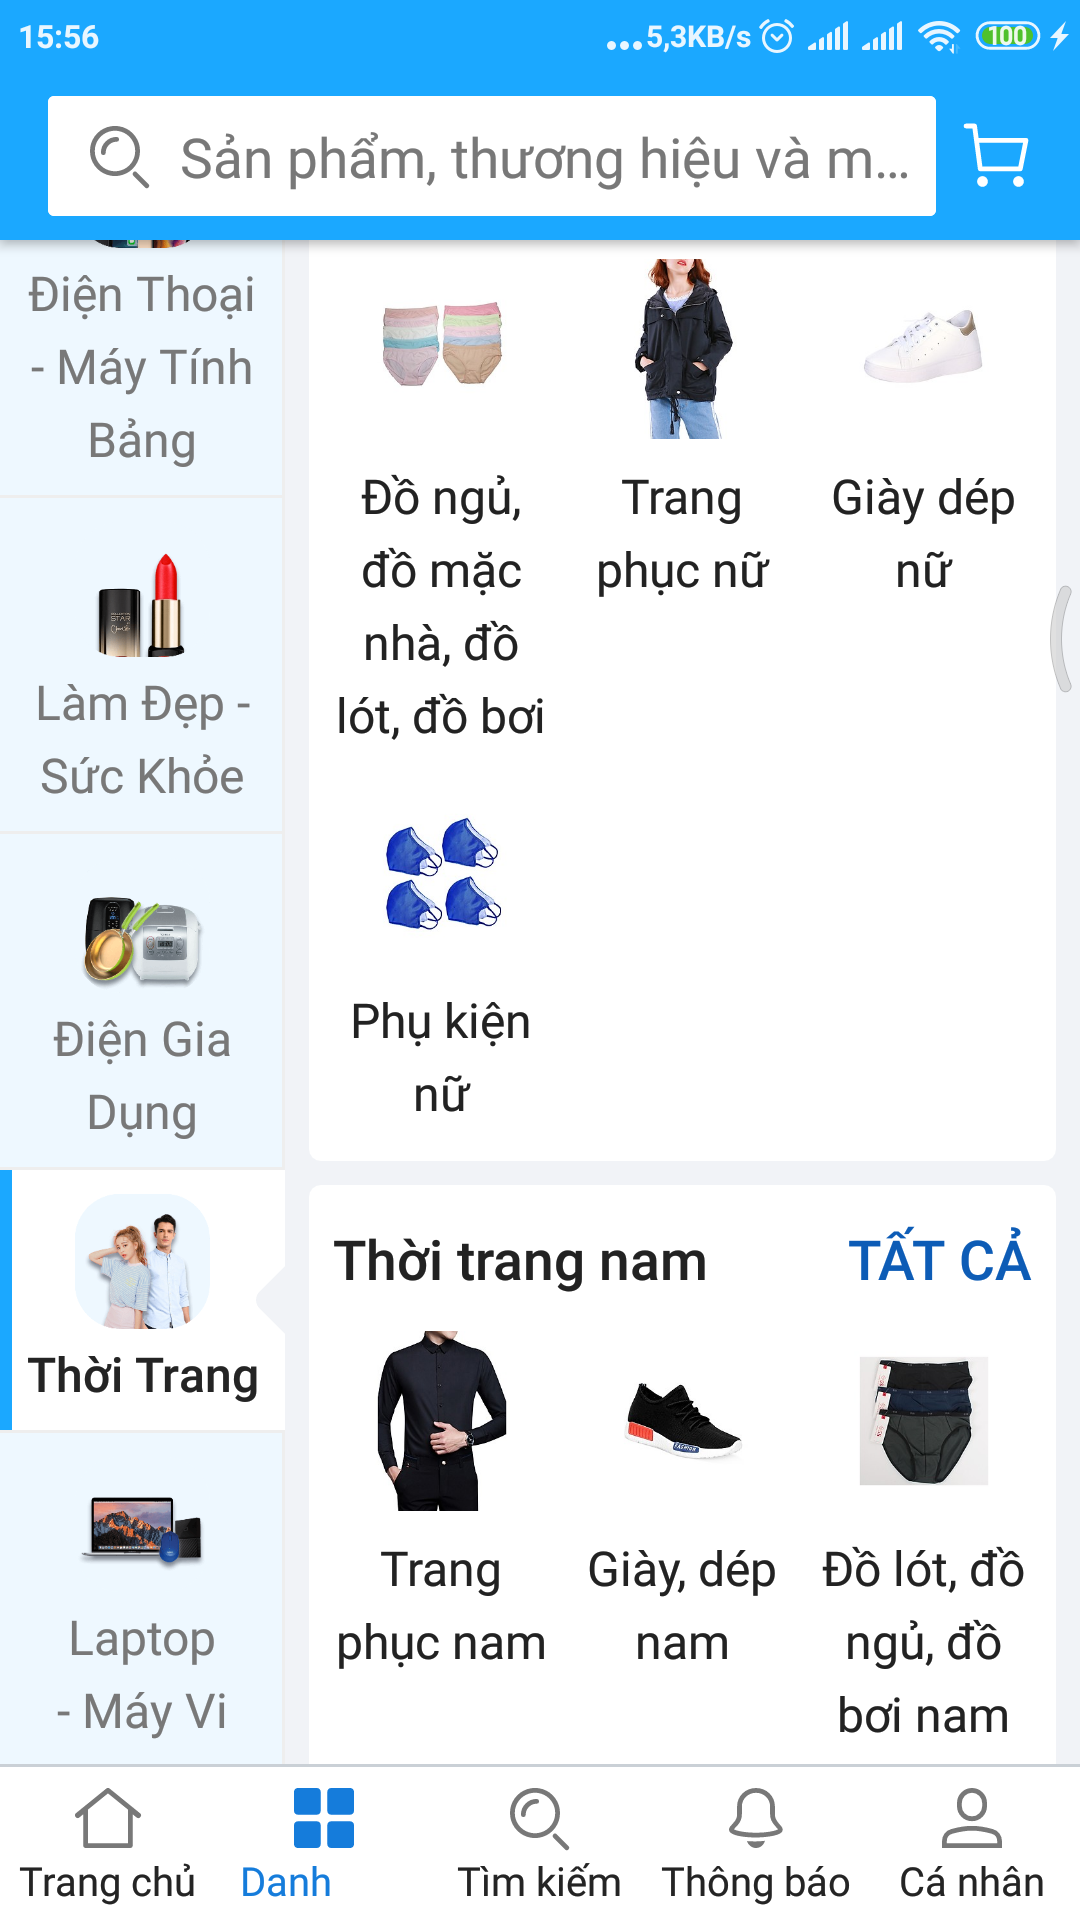 15:56
...5,3KB/s
100
Sản phẩm, thương hiệu và m...
Điện Thoại
- Máy Tính
Bảng
Làm Đẹp -
Sức Khỏe
Điện Gia
Dụng
Thời Trang
Laptop
- Máy Vi
Đồ ngủ,
đồ mặc
nhà, đồ
lót, đồ bơi
Trang
phục nữ
Giày dép
nữ
Phụ kiện
nữ
Thời trang nam
TẤT CẢ
Trang
phục nam
Giày, dép
nam
Đồ lót, đồ
ngủ, đồ
bơi nam
Trang chủ
Danh
Tìm kiếm
Thông báo
Cá nhân